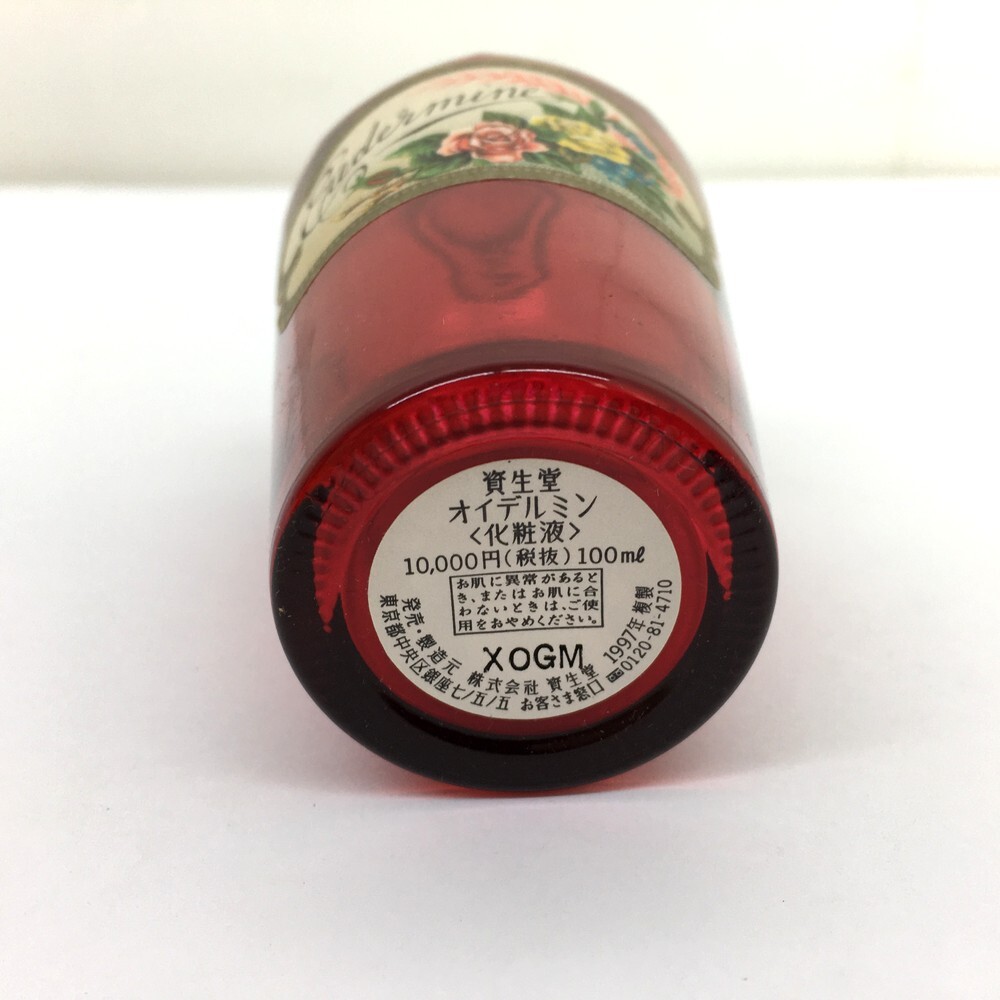 Eudermine
資生堂
オイデルミン
<化粧液>
10,000円(税抜)100mℓ
お肌に異常があると
き、またはお肌に合
わないときは、ご使
用をおやめください。
XOGM
1997年複製
発売・製造元 株式会社 資生堂
東京都中央区銀座七/五/五 お客さま窓口 0120-81-4710